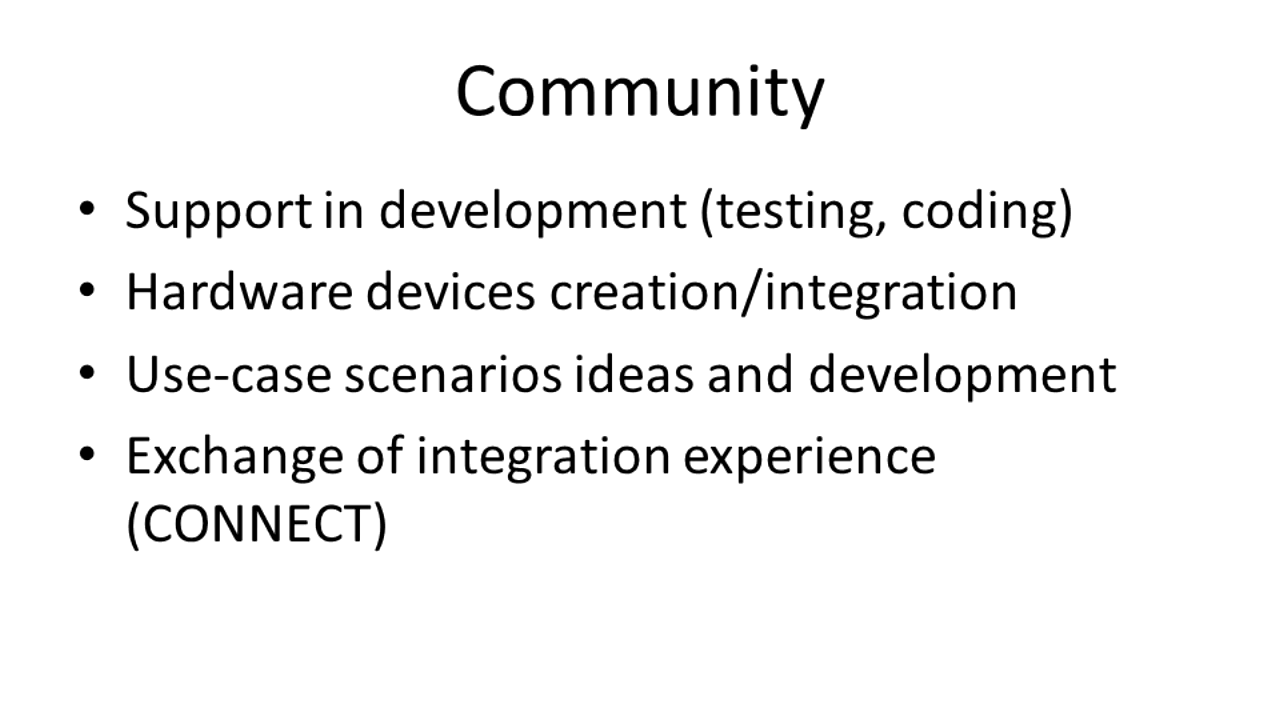 Community
• Support in development (testing, coding)
• Hardware devices creation/integration
• Use-case scenarios ideas and development
• Exchange of integration experience
(CONNECT)